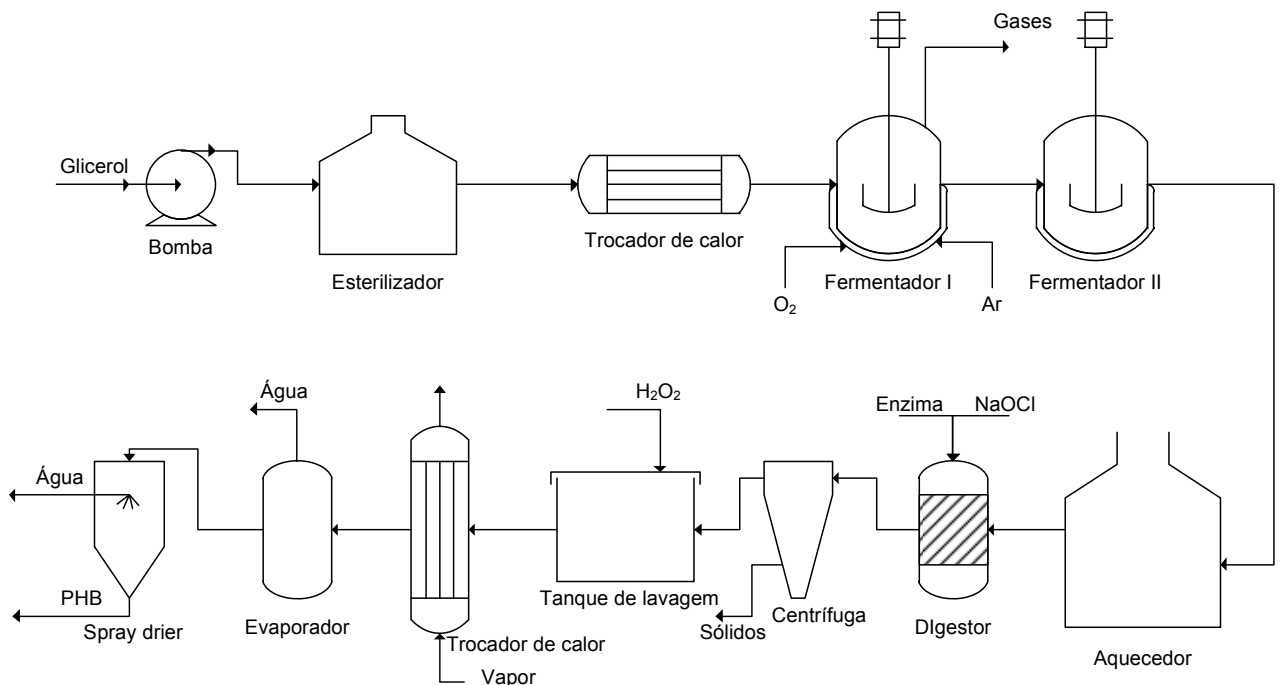 Gases
Glicerol
Bomba
Esterilizador
Trocador de calor
Fermentador I
Fermentador II
O₂
Ar
Água
H₂O₂
Enzima
NaOCl
Água
PHB
Spray drier
Evaporador
Trocador de calor
Vapor
Tanque de lavagem
Sólidos
Centrífuga
DIgestor
Aquecedor